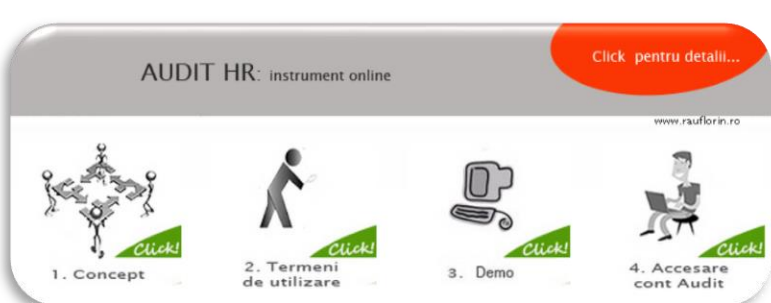 AUDIT HR: instrument online
Click pentru detalii...
www.rauflorin.ro
Click!
Click!
Click!
Click!
1. Concept
2. Termeni
de utilizare
3. Demo
4. Accesare
cont Audit